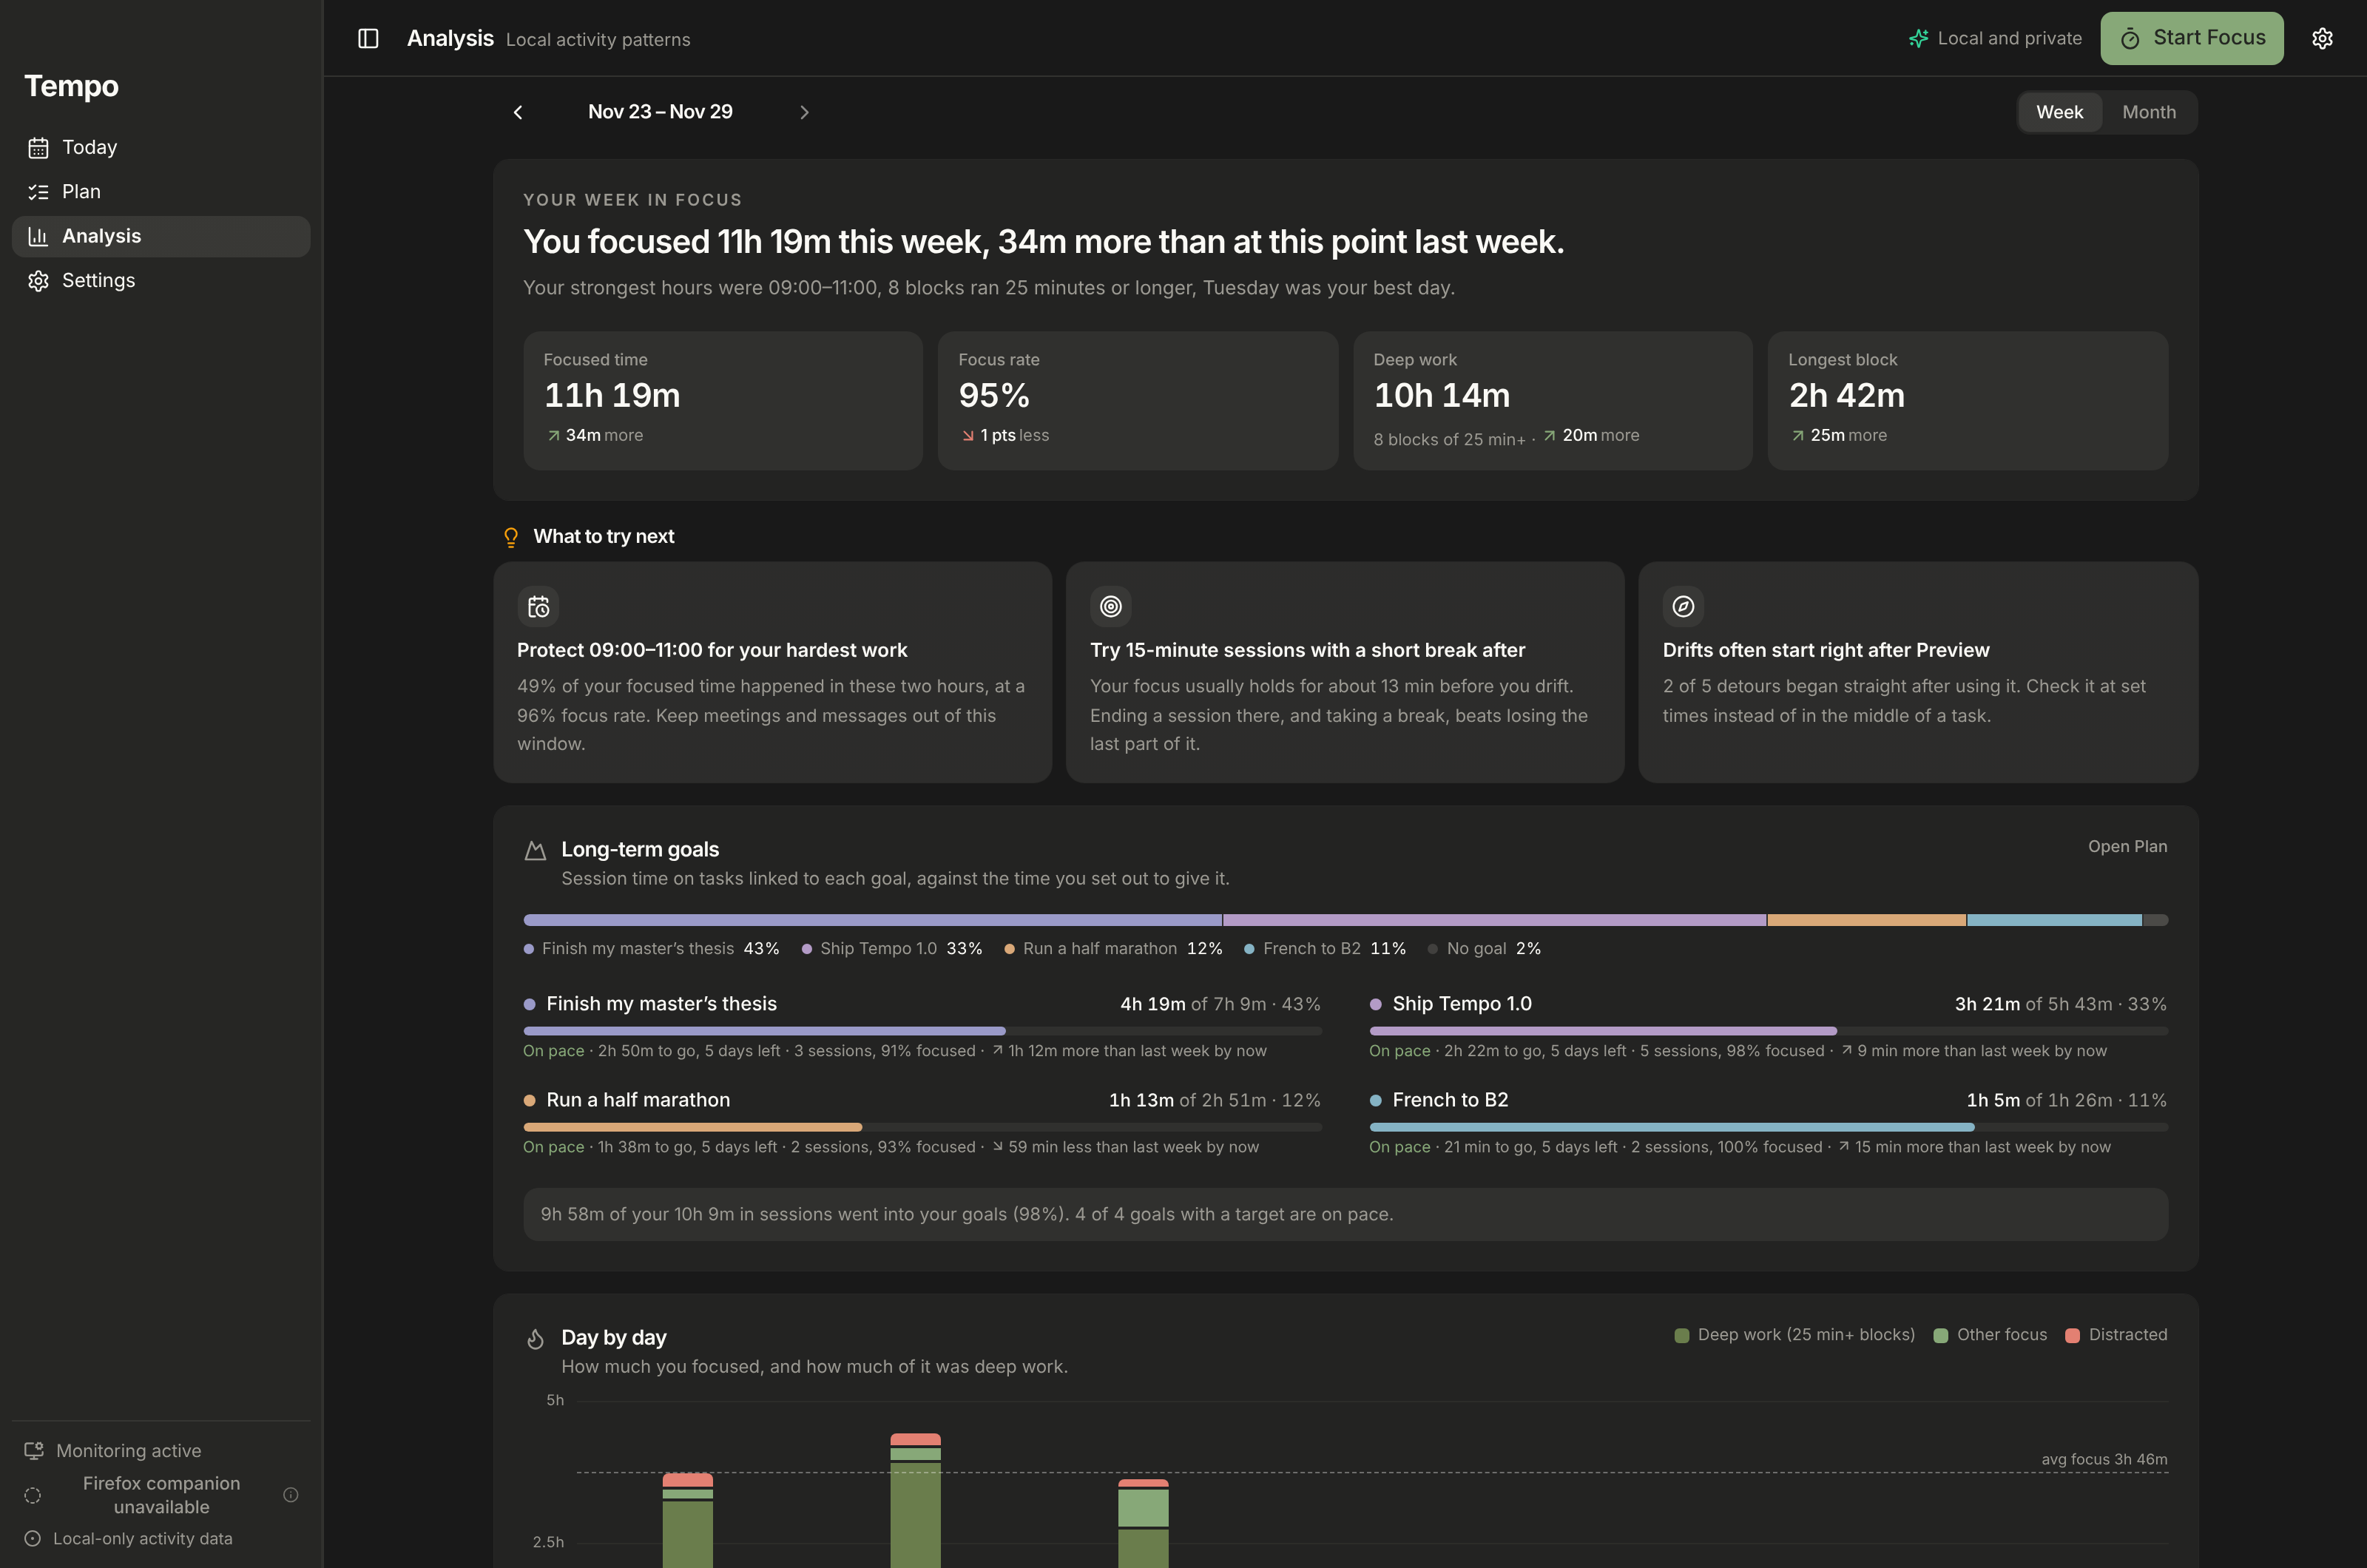 Tempo
Today
Plan
Analysis
Settings
Monitoring active
Firefox companion
unavailable
Local-only activity data
Analysis Local activity patterns
Local and private
Start Focus
Nov 23 – Nov 29
Week Month
YOUR WEEK IN FOCUS
You focused 11h 19m this week, 34m more than at this point last week.
Your strongest hours were 09:00–11:00, 8 blocks ran 25 minutes or longer, Tuesday was your best day.
Focused time
11h 19m
34m more
Focus rate
95%
1 pts less
Deep work
10h 14m
8 blocks of 25 min+ · 20m more
Longest block
2h 42m
25m more
What to try next
Protect 09:00–11:00 for your hardest work
49% of your focused time happened in these two hours, at a
96% focus rate. Keep meetings and messages out of this
window.
Try 15-minute sessions with a short break after
Your focus usually holds for about 13 min before you drift.
Ending a session there, and taking a break, beats losing the
last part of it.
Drifts often start right after Preview
2 of 5 detours began straight after using it. Check it at set
times instead of in the middle of a task.
Long-term goals
Open Plan
Session time on tasks linked to each goal, against the time you set out to give it.
Finish my master’s thesis 43% Ship Tempo 1.0 33% Run a half marathon 12% French to B2 11% No goal 2%
Finish my master’s thesis 4h 19m of 7h 9m · 43%
On pace · 2h 50m to go, 5 days left · 3 sessions, 91% focused · ↗ 1h 12m more than last week by now
Ship Tempo 1.0 3h 21m of 5h 43m · 33%
On pace · 2h 22m to go, 5 days left · 5 sessions, 98% focused · ↗ 9 min more than last week by now
Run a half marathon 1h 13m of 2h 51m · 12%
On pace · 1h 38m to go, 5 days left · 2 sessions, 93% focused · ↘ 59 min less than last week by now
French to B2 1h 5m of 1h 26m · 11%
On pace · 21 min to go, 5 days left · 2 sessions, 100% focused · ↗ 15 min more than last week by now
9h 58m of your 10h 9m in sessions went into your goals (98%). 4 of 4 goals with a target are on pace.
Day by day
Deep work (25 min+ blocks) Other focus Distracted
How much you focused, and how much of it was deep work.
5h
avg focus 3h 46m
2.5h